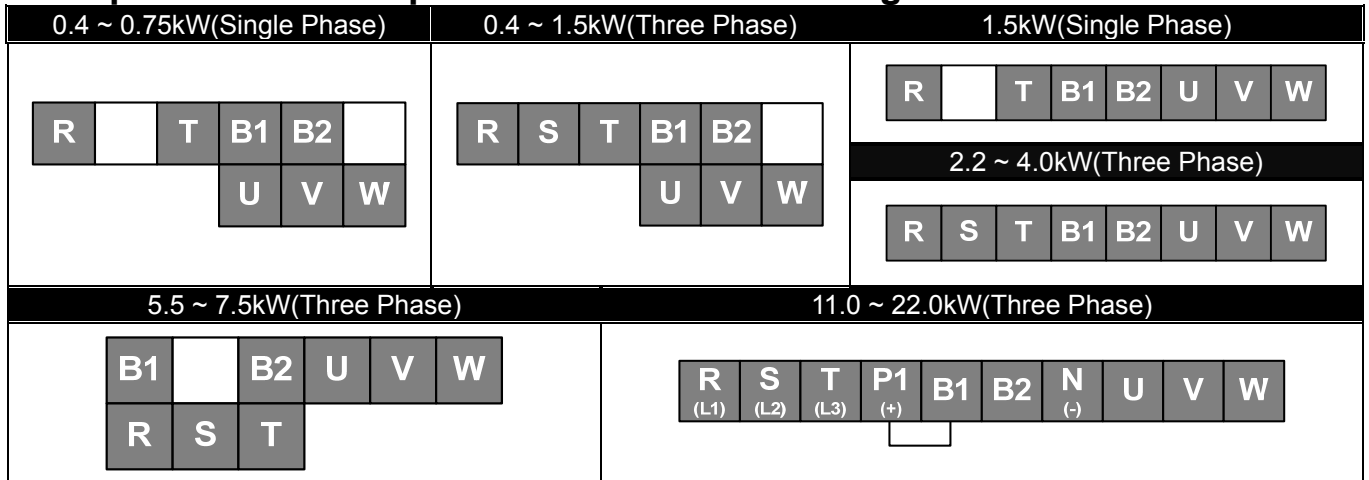 0.4 ~ 0.75kW(Single Phase)
R T B1 B2
U V W
0.4 ~ 1.5kW(Three Phase)
R S T B1 B2
U V W
1.5kW(Single Phase)
R T B1 B2 U V W
2.2 ~ 4.0kW(Three Phase)
R S T B1 B2 U V W
5.5 ~ 7.5kW(Three Phase)
B1 B2 U V W
R S T
11.0 ~ 22.0kW(Three Phase)
R S T P1 B1 B2 N U V W
(L1) (L2) (L3) (+) (-)